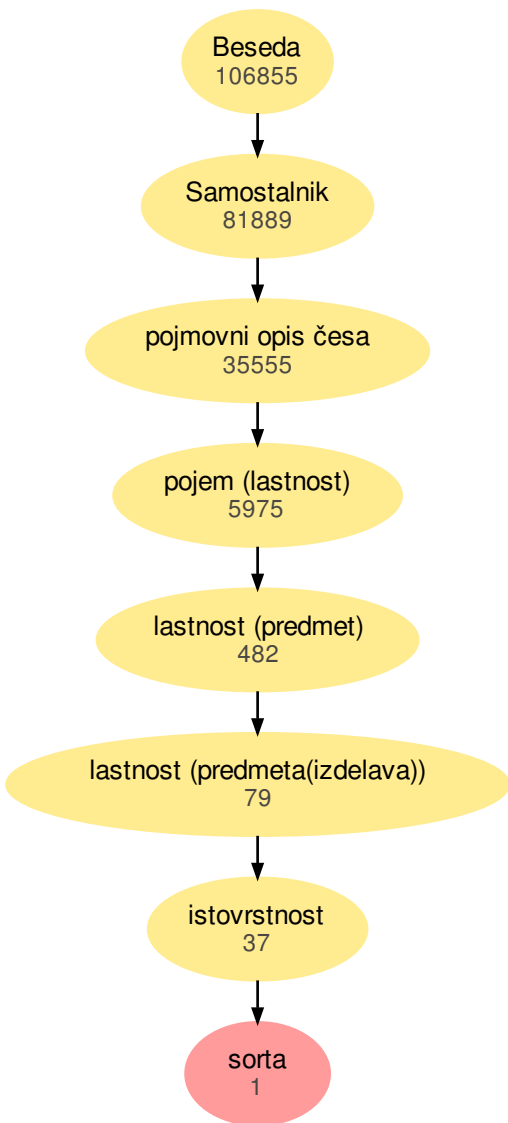 Beseda
106855
Samostalnik
81889
pojmovni opis česa
35555
pojem (lastnost)
5975
lastnost (predmet)
482
lastnost (predmeta(izdelava))
79
istovrstnost
37
sorta
1